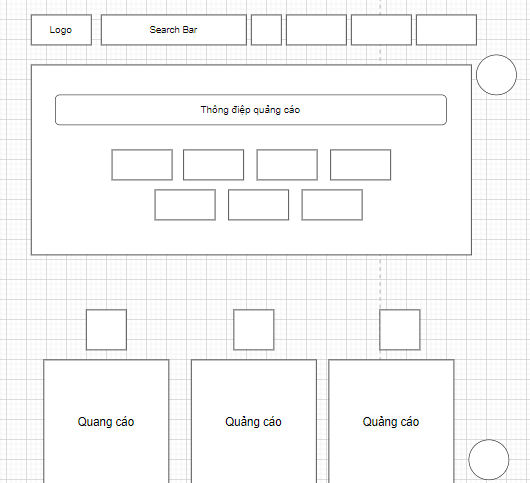 Logo
Search Bar
Thông điệp quảng cáo
Quang cáo
Quảng cáo
Quảng cáo